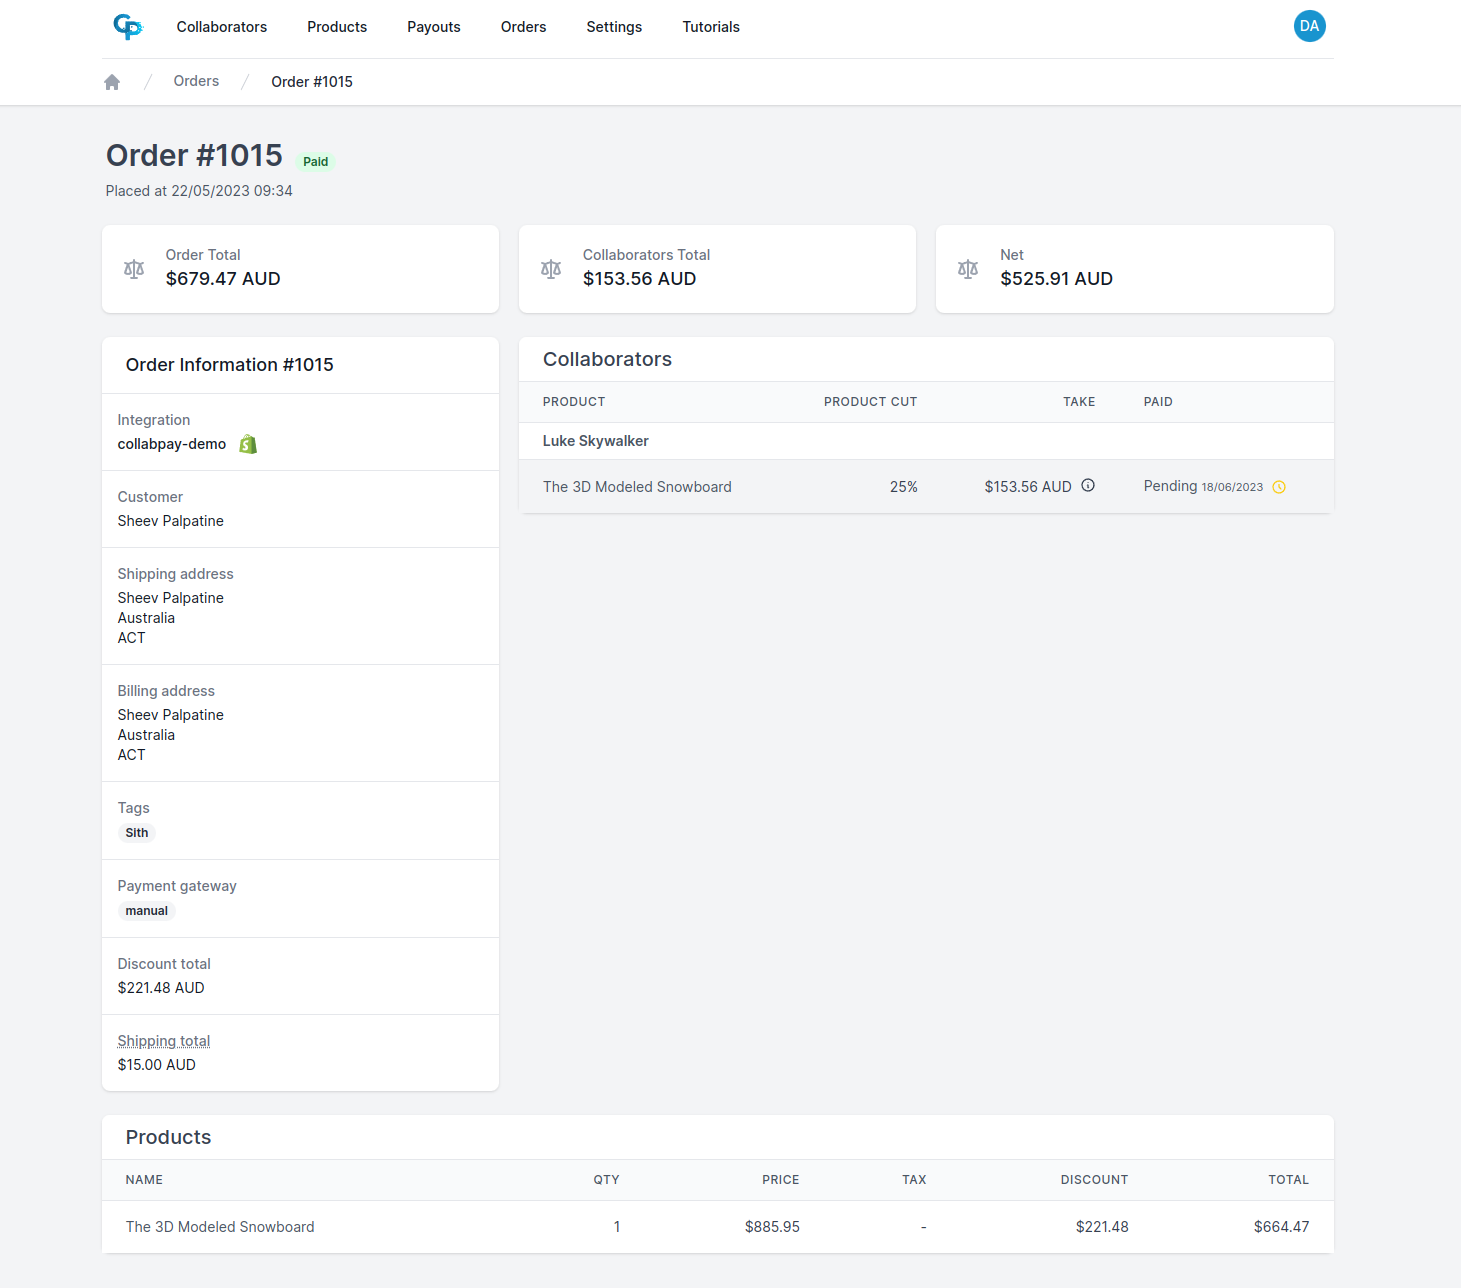 CP Collaborators Products Payouts Orders Settings Tutorials DA
Orders / Order #1015
Order #1015 Paid
Placed at 22/05/2023 09:34
Order Total
$679.47 AUD
Collaborators Total
$153.56 AUD
Net
$525.91 AUD
Order Information #1015
Integration
collabpay-demo
Customer
Sheev Palpatine
Shipping address
Sheev Palpatine
Australia
ACT
Billing address
Sheev Palpatine
Australia
ACT
Tags
Sith
Payment gateway
manual
Discount total
$221.48 AUD
Shipping total
$15.00 AUD
Collaborators
PRODUCT PRODUCT CUT TAKE PAID
Luke Skywalker
The 3D Modeled Snowboard 25% $153.56 AUD Pending 18/06/2023
Products
NAME QTY PRICE TAX DISCOUNT TOTAL
The 3D Modeled Snowboard 1 $885.95 - $221.48 $664.47